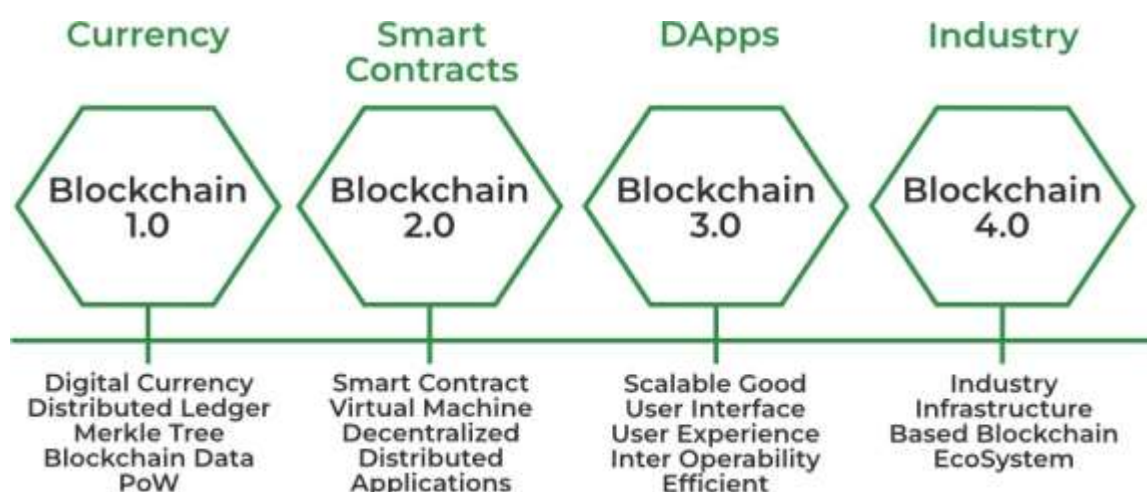 Currency
Smart
Contracts
DApps
Industry
Blockchain
1.0
Blockchain
2.0
Blockchain
3.0
Blockchain
4.0
Digital Currency
Distributed Ledger
Merkle Tree
Blockchain Data
PoW
Smart Contract
Virtual Machine
Decentralized
Distributed
Applications
Scalable Good
User Interface
User Experience
Inter Operability
Efficient
Industry
Infrastructure
Based Blockchain
EcoSystem